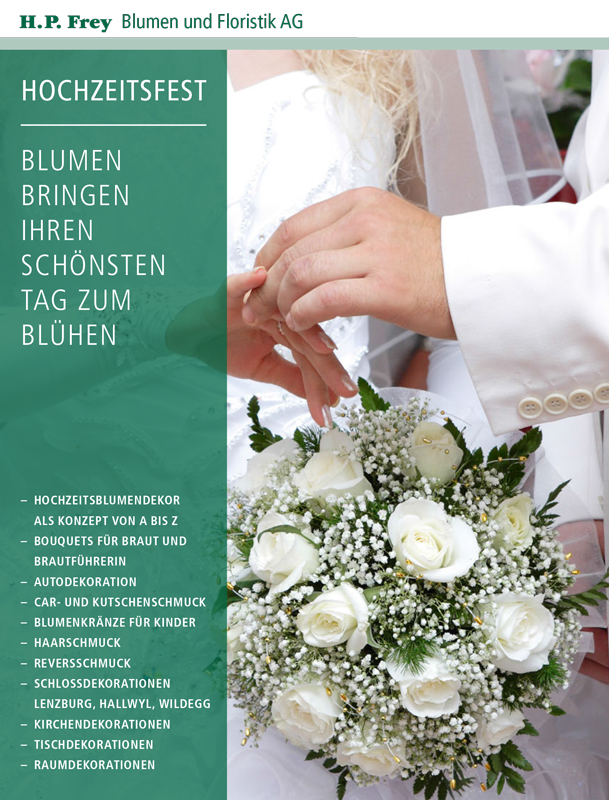 H.P. Frey Blumen und Floristik AG
HOCHZEITSFEST
BLUMEN
BRINGEN
IHREN
SCHÖNSTEN
TAG ZUM
BLÜHEN
– HOCHZEITSBLUMENDEKOR
ALS KONZEPT VON A BIS Z
– BOUQUETS FÜR BRAUT UND
BRAUTFÜHRERIN
– AUTODEKORATION
– CAR- UND KUTSCHENSCHMUCK
– BLUMENKRÄNZE FÜR KINDER
– HAARSCHMUCK
– REVERSSCHMUCK
– SCHLOSSDEKORATIONEN
LENZBURG, HALLWYL, WILDEGG
– KIRCHENDEKORATIONEN
– TISCHDEKORATIONEN
– RAUMDEKORATIONEN